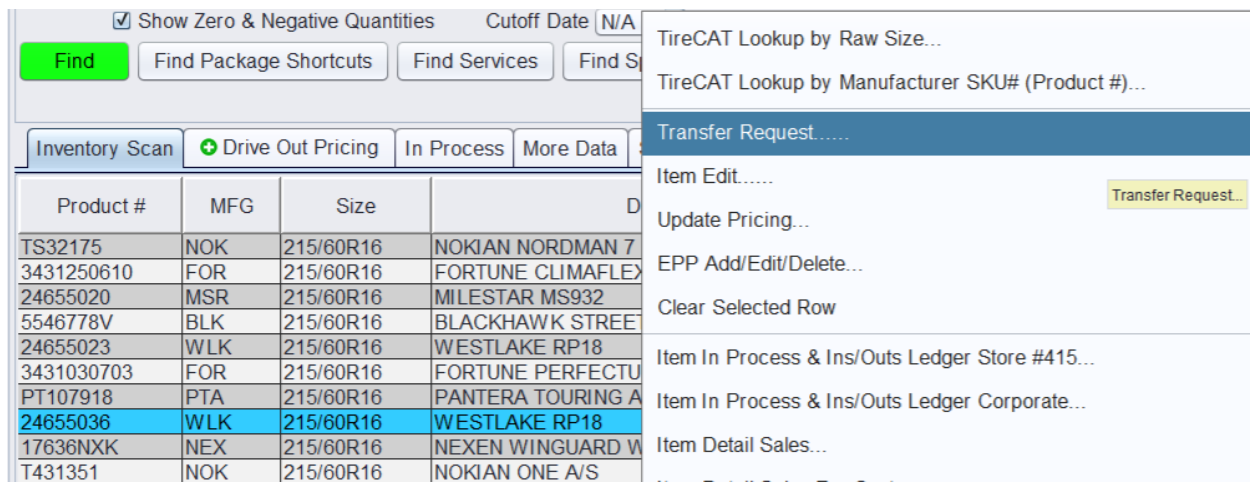 Show Zero & Negative Quantities Cutoff Date N/A
Find Find Package Shortcuts Find Services Find
Inventory Scan Drive Out Pricing In Process More Data
Product # MFG Size
TS32175 NOK 215/60R16 NOKIAN NORDMAN 7
3431250610 FOR 215/60R16 FORTUNE CLIMAFLEX
24655020 MSR 215/60R16 MILESTAR MS932
5546778V BLK 215/60R16 BLACKHAWK STREET
24655023 WLK 215/60R16 WESTLAKE RP18
3431030703 FOR 215/60R16 FORTUNE PERFECTU
PT107918 PTA 215/60R16 PANTERA TOURING A
24655036 WLK 215/60R16 WESTLAKE RP18
17636NXK NEX 215/60R16 NEXEN WINGUARD W
T431351 NOK 215/60R16 NOKIAN ONE A/S
TireCAT Lookup by Raw Size...
TireCAT Lookup by Manufacturer SKU# (Product #)...
Transfer Request......
Item Edit......
Transfer Request...
Update Pricing...
EPP Add/Edit/Delete...
Clear Selected Row
Item In Process & Ins/Outs Ledger Store #415...
Item In Process & Ins/Outs Ledger Corporate...
Item Detail Sales...